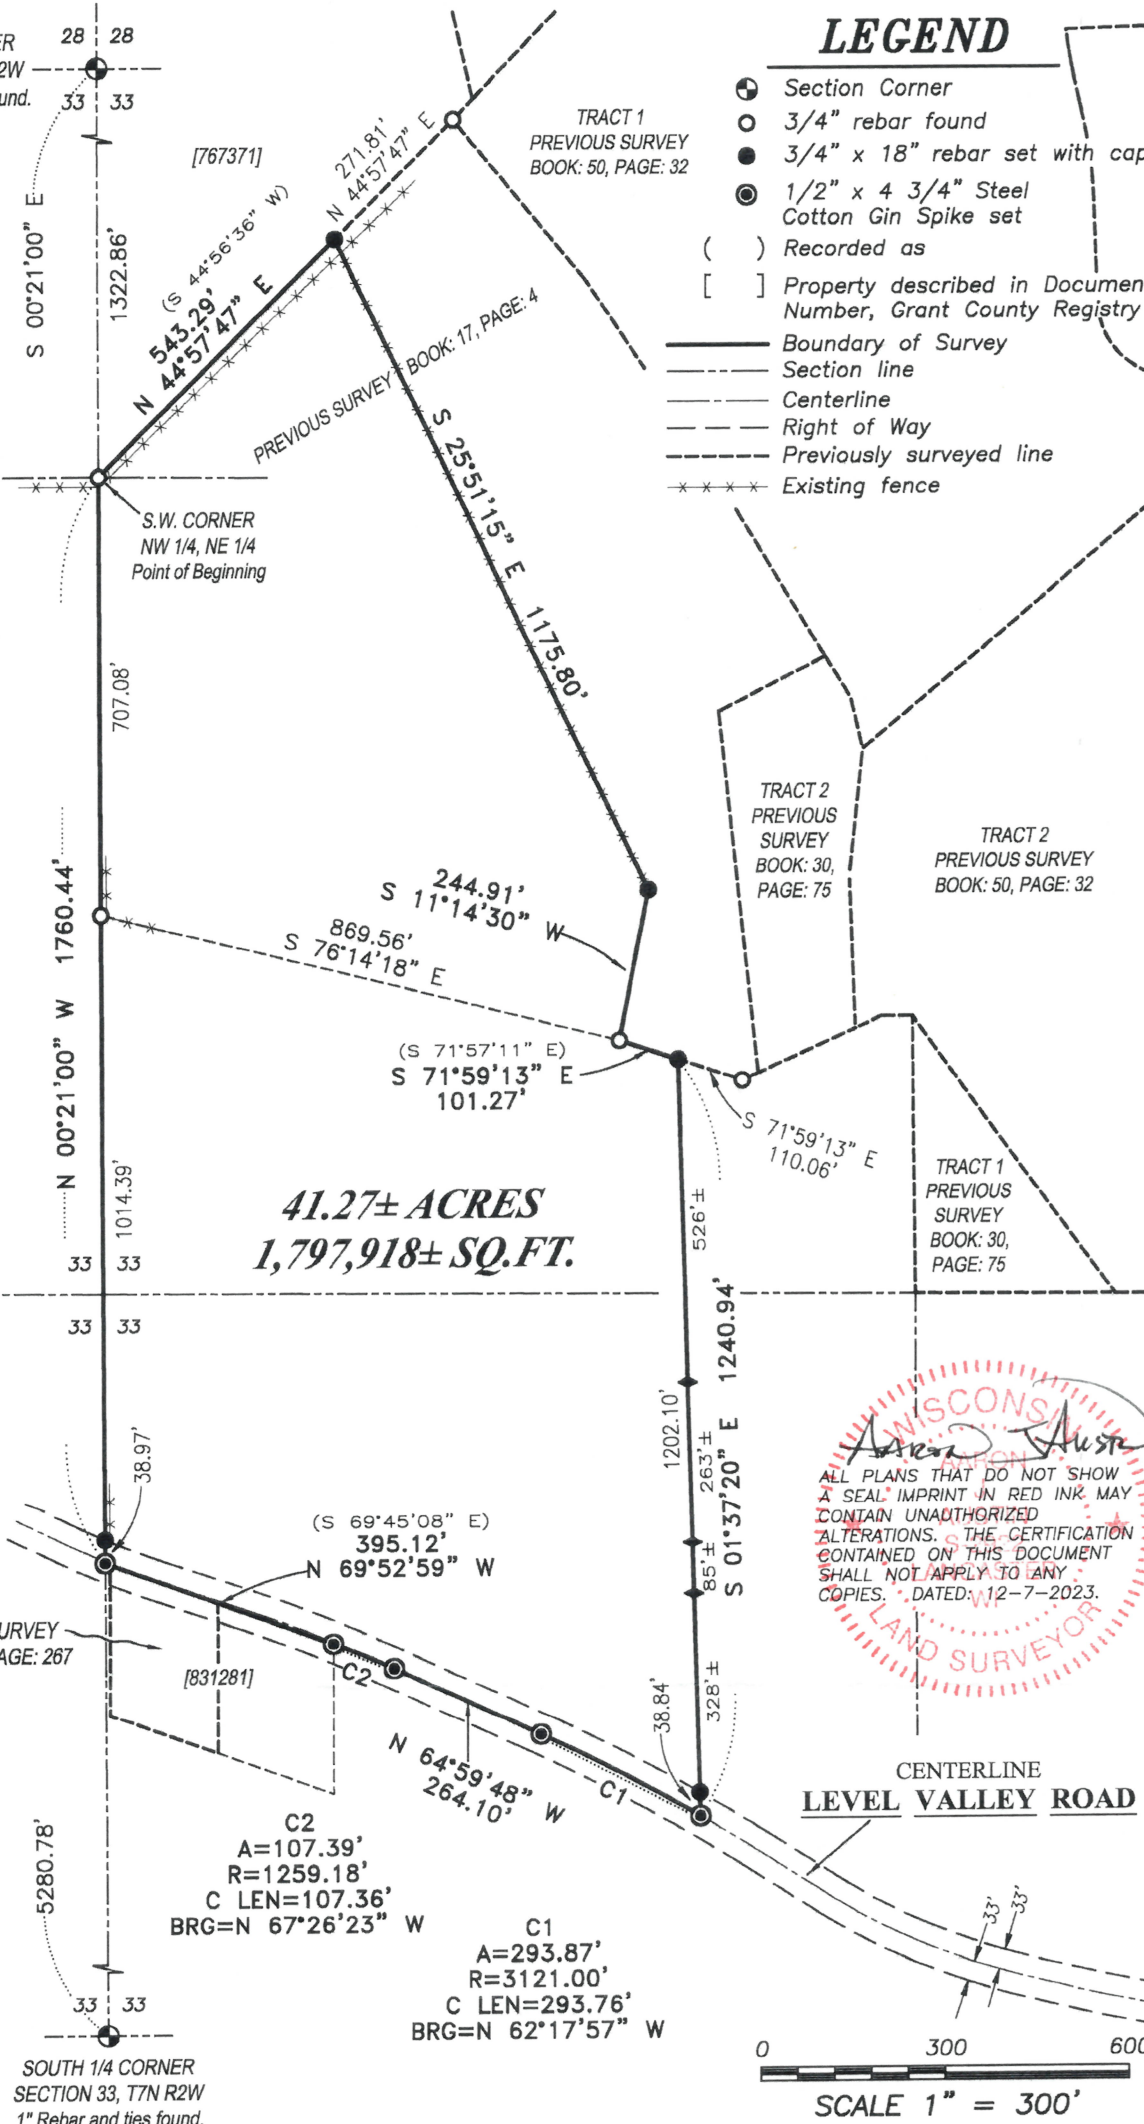 28 28
ER
2W
und. 33 33
LEGEND
Section Corner
3/4" rebar found
3/4" x 18" rebar set with cap
1/2" x 4 3/4" Steel
Cotton Gin Spike set
( ) Recorded as
[ ] Property described in Documen
Number, Grant County Registry
Boundary of Survey
Section line
Centerline
Right of Way
Previously surveyed line
Existing fence
TRACT 1
PREVIOUS SURVEY
BOOK: 50, PAGE: 32
[767371]
271.81'
N 44°57'47" E
S 00°21'00" E
1322.86'
(S 44°56'36" W)
543.29'
N 44°57'47" E
PREVIOUS SURVEY BOOK: 17, PAGE: 4
S.W. CORNER
NW 1/4, NE 1/4
Point of Beginning
S 25°51'15" E 1175.80'
707.08'
N 00°21'00" W 1760.44'
TRACT 2
PREVIOUS
SURVEY
BOOK: 30,
PAGE: 75
TRACT 2
PREVIOUS SURVEY
BOOK: 50, PAGE: 32
244.91'
S 11°14'30" W
869.56'
S 76°14'18" E
(S 71°57'11" E)
S 71°59'13" E
101.27'
S 71°59'13" E
110.06'
1014.39'
41.27± ACRES
1,797,918± SQ.FT.
526'±
TRACT 1
PREVIOUS
SURVEY
BOOK: 30,
PAGE: 75
33 33
33 33
S 01°37'20" E 1240.94'
1202.10'
263'±
85'±
328'±
38.84'
38.97'
(S 69°45'08" E)
395.12'
N 69°52'59" W
WISCONSIN
AARON
J.
AUSTIN
LANCASTER
WI
LAND SURVEYOR
ALL PLANS THAT DO NOT SHOW
A SEAL IMPRINT IN RED INK MAY
CONTAIN UNAUTHORIZED
ALTERATIONS. THE CERTIFICATION
CONTAINED ON THIS DOCUMENT
SHALL NOT APPLY TO ANY
COPIES. DATED: 12-7-2023.
URVEY
AGE: 267
[831281]
C2
N 64°59'48" W
264.10'
C1
CENTERLINE
LEVEL VALLEY ROAD
C2
A=107.39'
R=1259.18'
C LEN=107.36'
BRG=N 67°26'23" W
C1
A=293.87'
R=3121.00'
C LEN=293.76'
BRG=N 62°17'57" W
5280.78'
33' 33'
33 33
SOUTH 1/4 CORNER
SECTION 33, T7N R2W
1" Rebar and ties found.
0 300 600
SCALE 1" = 300'